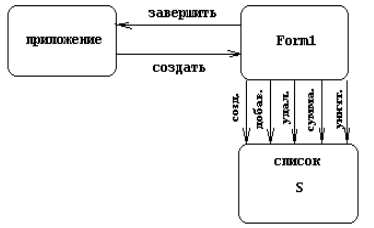 завершить
приложение
Form1
создать
созд.
добав.
удал.
сумма.
уничт.
список
S